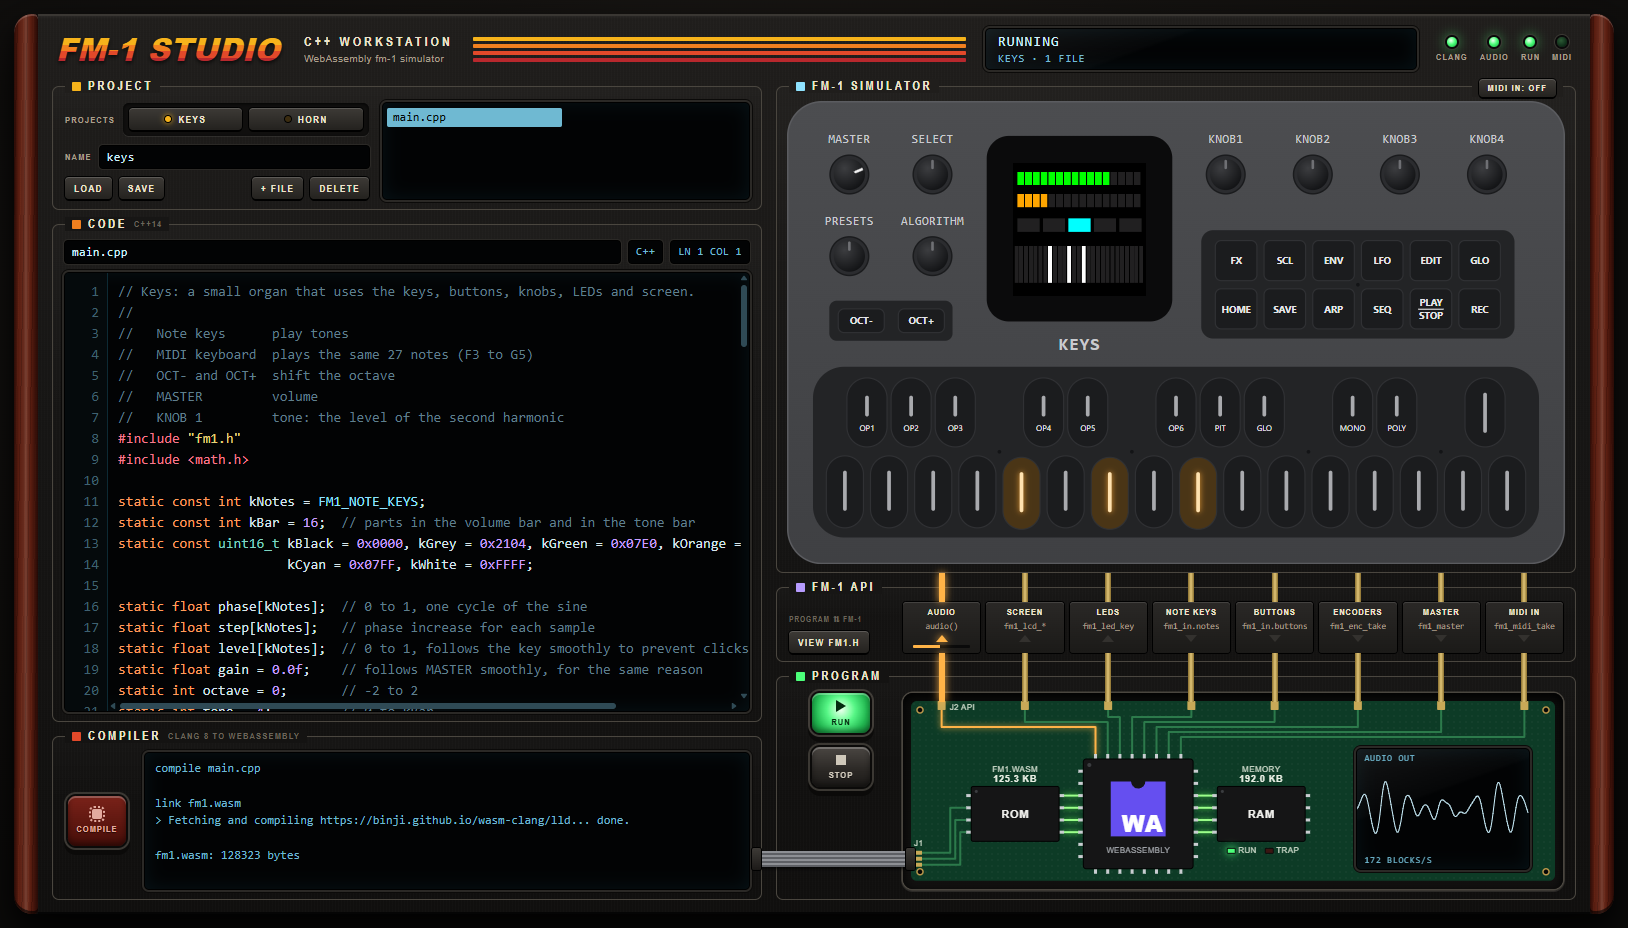 FM-1 STUDIO
C++ WORKSTATION
WebAssembly fm-1 simulator
RUNNING
KEYS · 1 FILE
CLANG AUDIO RUN MIDI
PROJECT
PROJECTS KEYS HORN
NAME keys
LOAD SAVE + FILE DELETE
main.cpp
CODE C++14
main.cpp C++ LN 1 COL 1
1 // Keys: a small organ that uses the keys, buttons, knobs, LEDs and screen.
2 //
3 //   Note keys      play tones
4 //   MIDI keyboard  plays the same 27 notes (F3 to G5)
5 //   OCT- and OCT+  shift the octave
6 //   MASTER         volume
7 //   KNOB 1         tone: the level of the second harmonic
8 #include "fm1.h"
9 #include <math.h>
10
11 static const int kNotes = FM1_NOTE_KEYS;
12 static const int kBar = 16;  // parts in the volume bar and in the tone bar
13 static const uint16_t kBlack = 0x0000, kGrey = 0x2104, kGreen = 0x07E0, kOrange =
14                       kCyan = 0x07FF, kWhite = 0xFFFF;
15
16 static float phase[kNotes];  // 0 to 1, one cycle of the sine
17 static float step[kNotes];   // phase increase for each sample
18 static float level[kNotes];  // 0 to 1, follows the key smoothly to prevent clicks
19 static float gain = 0.0f;    // follows MASTER smoothly, for the same reason
20 static int octave = 0;       // -2 to 2
COMPILER CLANG 8 TO WEBASSEMBLY
COMPILE
compile main.cpp
link fm1.wasm
> Fetching and compiling https://binji.github.io/wasm-clang/lld... done.
fm1.wasm: 128323 bytes
FM-1 SIMULATOR
MIDI IN: OFF
MASTER SELECT KNOB1 KNOB2 KNOB3 KNOB4
PRESETS ALGORITHM
OCT- OCT+
KEYS
FX SCL ENV LFO EDIT GLO
HOME SAVE ARP SEQ PLAY STOP REC
OP1 OP2 OP3 OP4 OP5 OP6 PIT GLO MONO POLY
FM-1 API
PROGRAM ⇅ FM-1
VIEW FM1.H
AUDIO SCREEN LEDS NOTE KEYS BUTTONS ENCODERS MASTER MIDI IN
audio() fm1_lcd_* fm1_led_key fm1_in.notes fm1_in.buttons fm1_enc_take fm1_master fm1_midi_take
PROGRAM
RUN
STOP
J2 API
J1
FM1.WASM
125.3 KB
ROM
WA
WEBASSEMBLY
MEMORY
192.0 KB
RAM
RUN TRAP
AUDIO OUT
172 BLOCKS/S